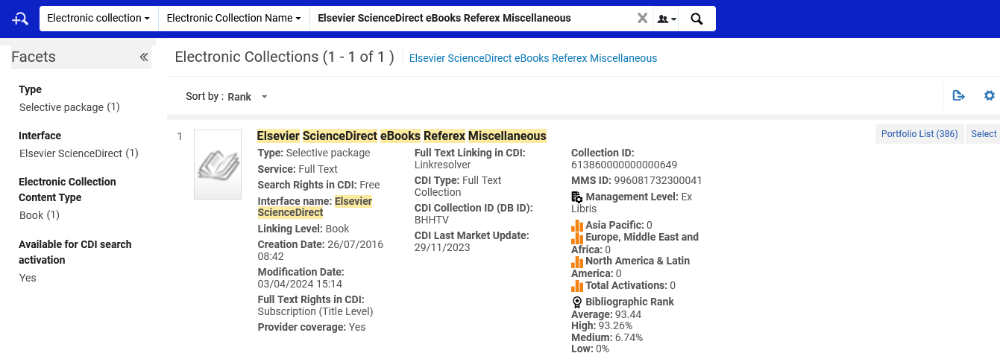 Electronic collection Electronic Collection Name Elsevier ScienceDirect eBooks Referex Miscellaneous
Facets
Type
Selective package (1)
Interface
Elsevier ScienceDirect (1)
Electronic Collection
Content Type
Book (1)
Available for CDI search
activation
Yes
Electronic Collections (1 - 1 of 1 ) Elsevier ScienceDirect eBooks Referex Miscellaneous
Sort by : Rank
1
Elsevier ScienceDirect eBooks Referex Miscellaneous
Portfolio List (386) Select
Type: Selective package
Service: Full Text
Search Rights in CDI: Free
Interface name: Elsevier
ScienceDirect
Linking Level: Book
Creation Date: 26/07/2016
08:42
Modification Date:
03/04/2024 15:14
Full Text Rights in CDI:
Subscription (Title Level)
Provider coverage: Yes
Full Text Linking in CDI:
Linkresolver
CDI Type: Full Text
Collection
CDI Collection ID (DB ID):
BHHTV
CDI Last Market Update:
29/11/2023
Collection ID:
613860000000000649
MMS ID: 996081732300041
Management Level: Ex
Libris
Asia Pacific: 0
Europe, Middle East and
Africa: 0
North America & Latin
America: 0
Total Activations: 0
Bibliographic Rank
Average: 93.44
High: 93.26%
Medium: 6.74%
Low: 0%